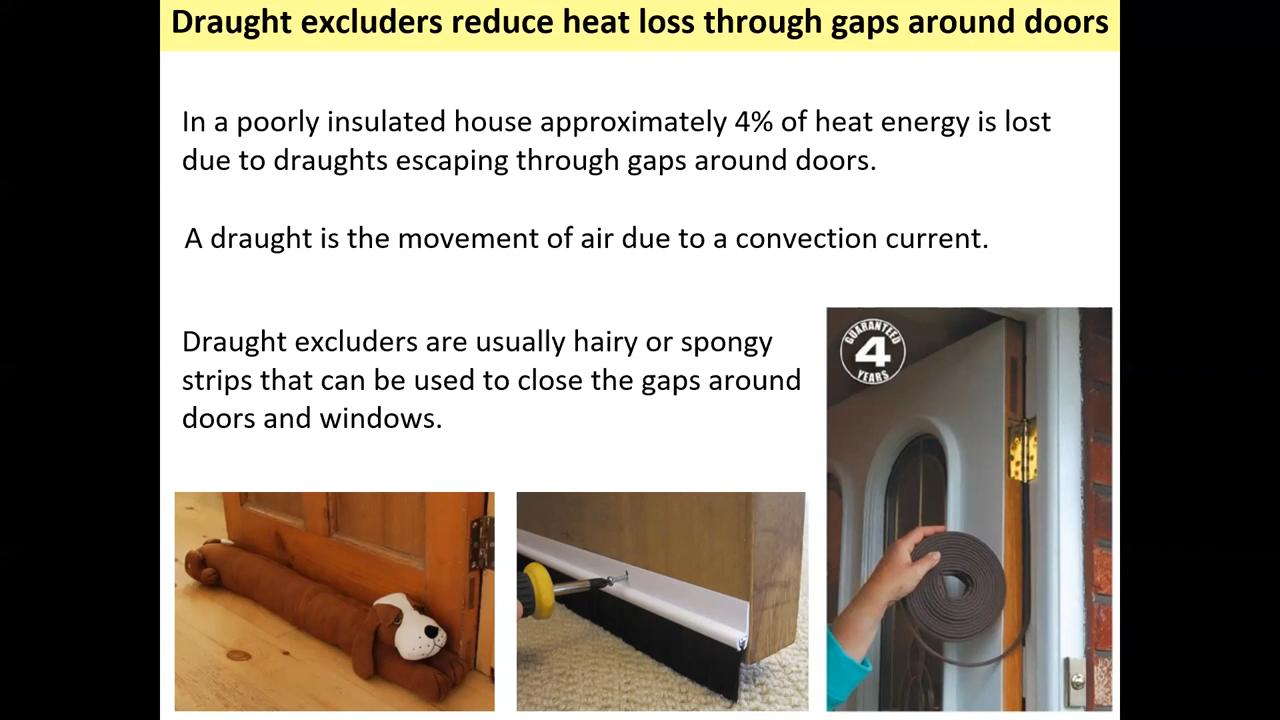 Draught excluders reduce heat loss through gaps around doors
In a poorly insulated house approximately 4% of heat energy is lost
due to draughts escaping through gaps around doors.
A draught is the movement of air due to a convection current.
Draught excluders are usually hairy or spongy
strips that can be used to close the gaps around
doors and windows.
GUARANTEED
4
YEARS